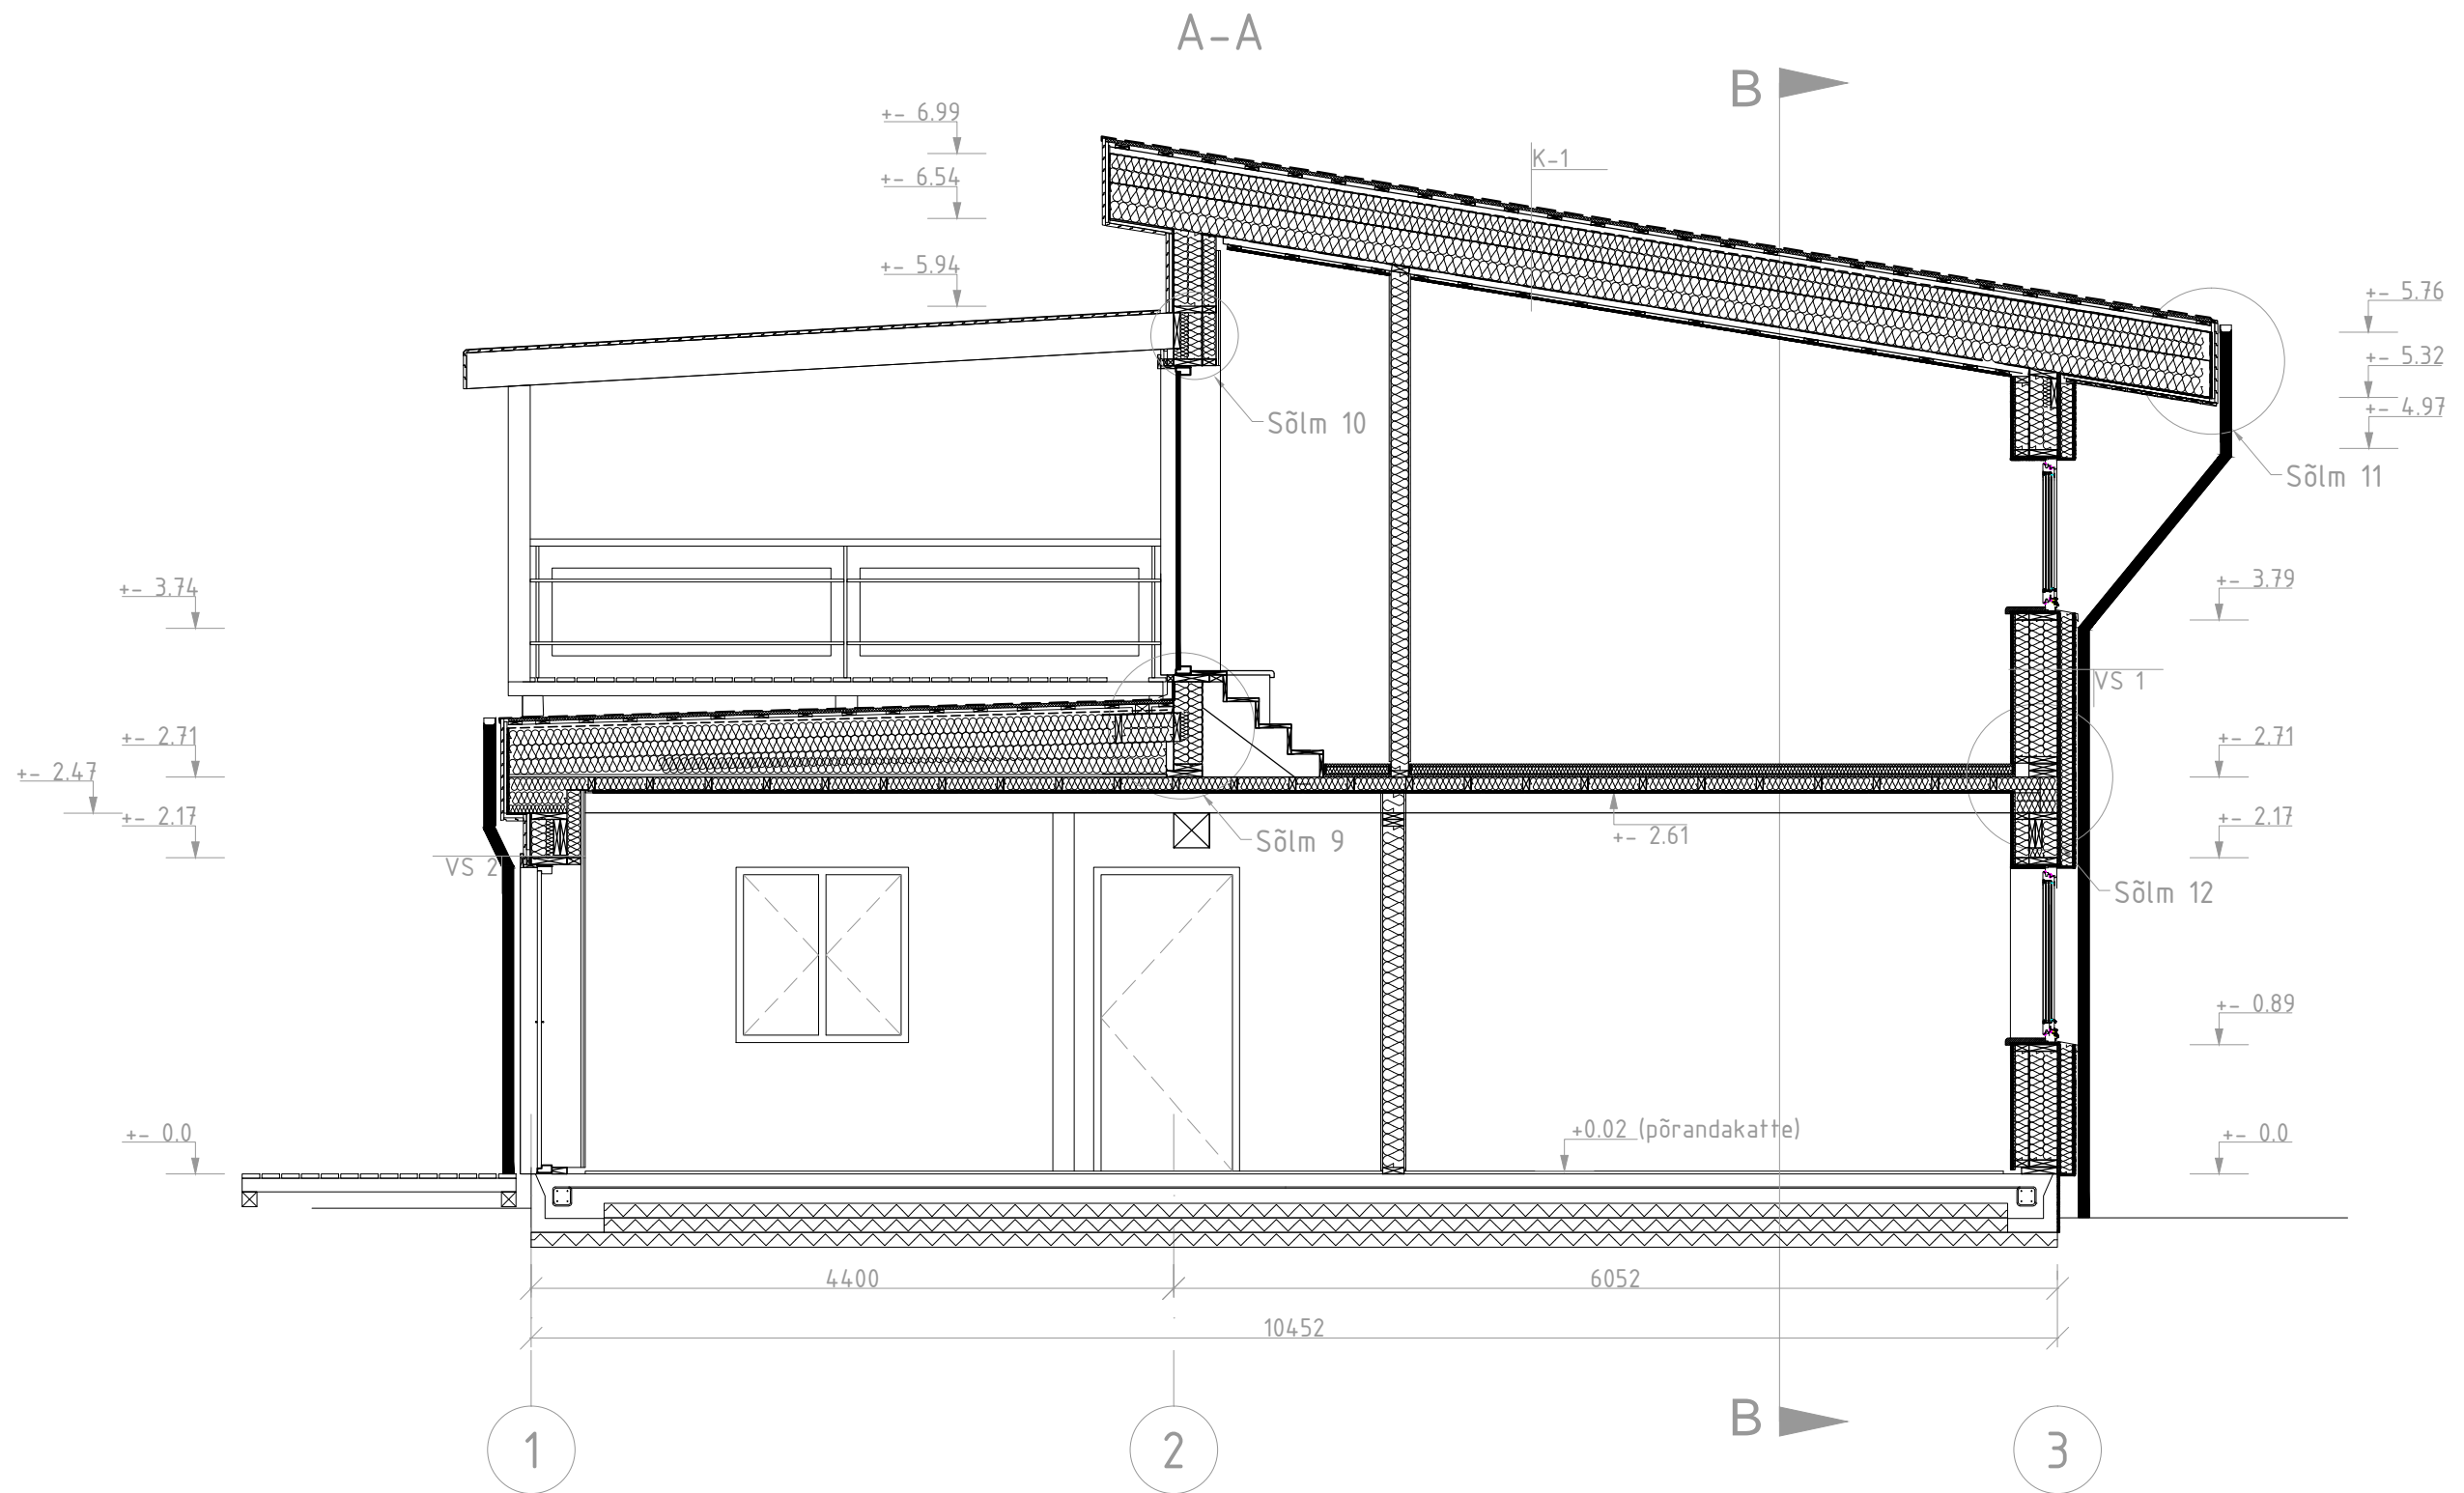 A-A
B
+- 6.99
K-1
+- 6.54
+- 5.94
+- 5.76
+- 5.32
+- 4.97
Sõlm 10
Sõlm 11
+- 3.74
+- 3.79
VS 1
+- 2.71
+- 2.71
+- 2.47
+- 2.17
+- 2.17
+- 2.61
Sõlm 9
VS 2
Sõlm 12
+- 0.89
+- 0.0
+0.02 (põrandakatte)
+- 0.0
4400
6052
10452
B
1
2
3